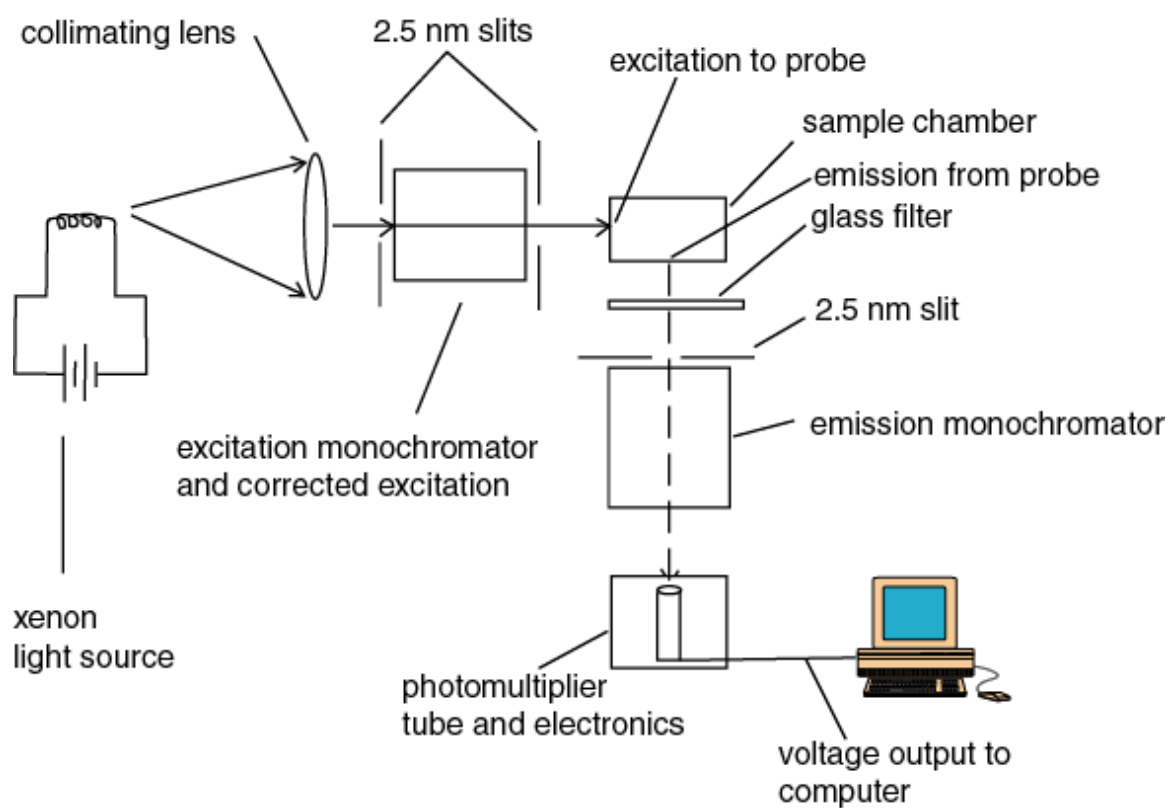 collimating lens
2.5 nm slits
excitation to probe
sample chamber
emission from probe
glass filter
2.5 nm slit
emission monochromator
excitation monochromator
and corrected excitation
xenon
light source
photomultiplier
tube and electronics
voltage output to
computer